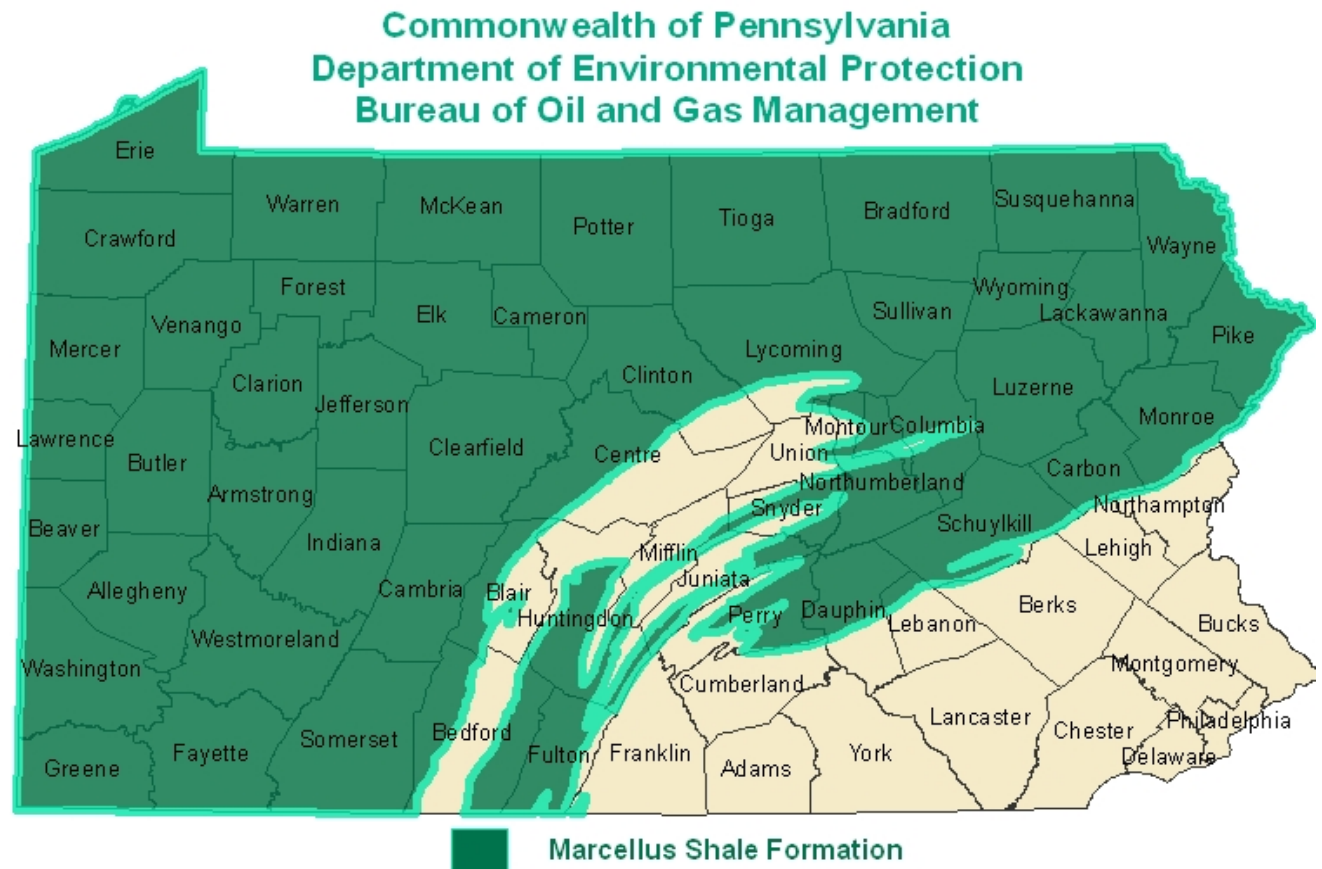 Commonwealth of Pennsylvania
Department of Environmental Protection
Bureau of Oil and Gas Management
Erie
Warren
McKean
Potter
Tioga
Bradford
Susquehanna
Crawford
Wayne
Forest
Venango
Elk
Cameron
Sullivan
Wyoming
Lackawanna
Mercer
Pike
Lycoming
Clinton
Clarion
Jefferson
Luzerne
Monroe
Lawrence
Butler
Clearfield
Centre
Montour
Columbia
Union
Carbon
Armstrong
Northumberland
Snyder
Northampton
Beaver
Indiana
Schuylkill
Lehigh
Mifflin
Juniata
Allegheny
Cambria
Blair
Huntingdon
Perry
Dauphin
Lebanon
Berks
Bucks
Westmoreland
Washington
Montgomery
Cumberland
Lancaster
Philadelphia
Chester
Delaware
Greene
Fayette
Somerset
Bedford
Fulton
Franklin
Adams
York
Marcellus Shale Formation